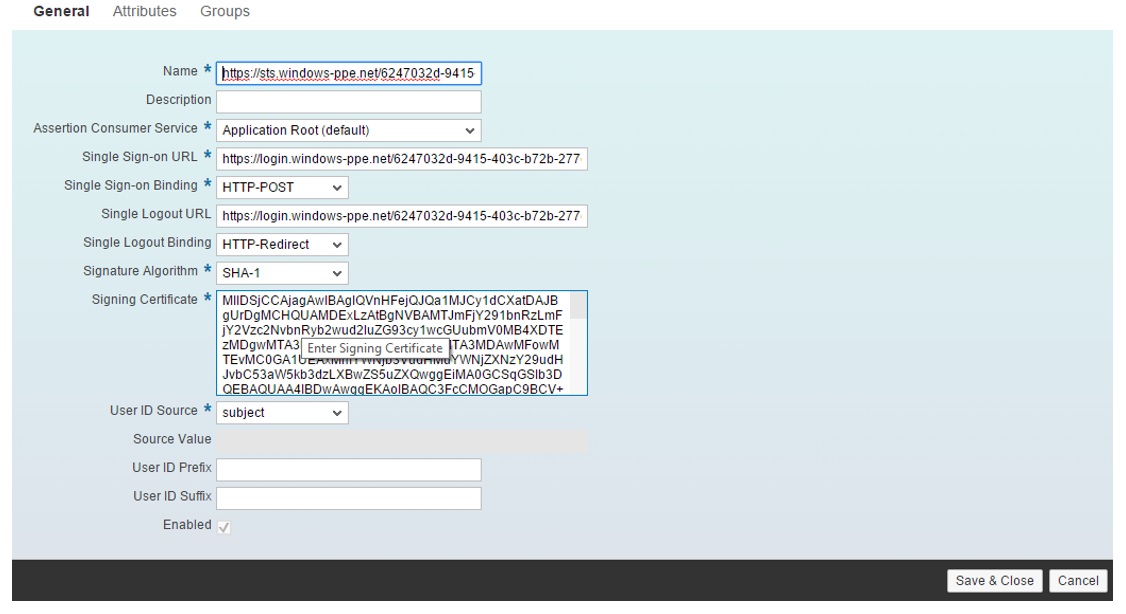 General Attributes Groups
Name * https://sts.windows-ppe.net/6247032d-9415-
Description
Assertion Consumer Service * Application Root (default)
Single Sign-on URL * https://login.windows-ppe.net/6247032d-9415-403c-b72b-277
Single Sign-on Binding * HTTP-POST
Single Logout URL https://login.windows-ppe.net/6247032d-9415-403c-b72b-277
Single Logout Binding HTTP-Redirect
Signature Algorithm * SHA-1
Signing Certificate * MIIDSjCCAjagAwIBAgIQVnHFejQJQa1MJCy1dCXatDAJB
gUrDgMCHQUAMDExLzAtBgNVBAMTJmFjY291bnRzLmF
jY2Vzc2NvbnRyb2wud2luZG93cy1wcGUubmV0MB4XDTE
zMDgwMTA3 Enter Signing Certificate TA3MDAwMFowM
JvbC53aW5kb3dzLXBwZS5uZXQwggEiMA0GCSqGSIb3D
QEBAQUAA4IBDwAwggEKAoIBAQC3FcCMOGapC9BCV+
User ID Source * subject
Source Value
User ID Prefix
User ID Suffix
Enabled
Save & Close Cancel